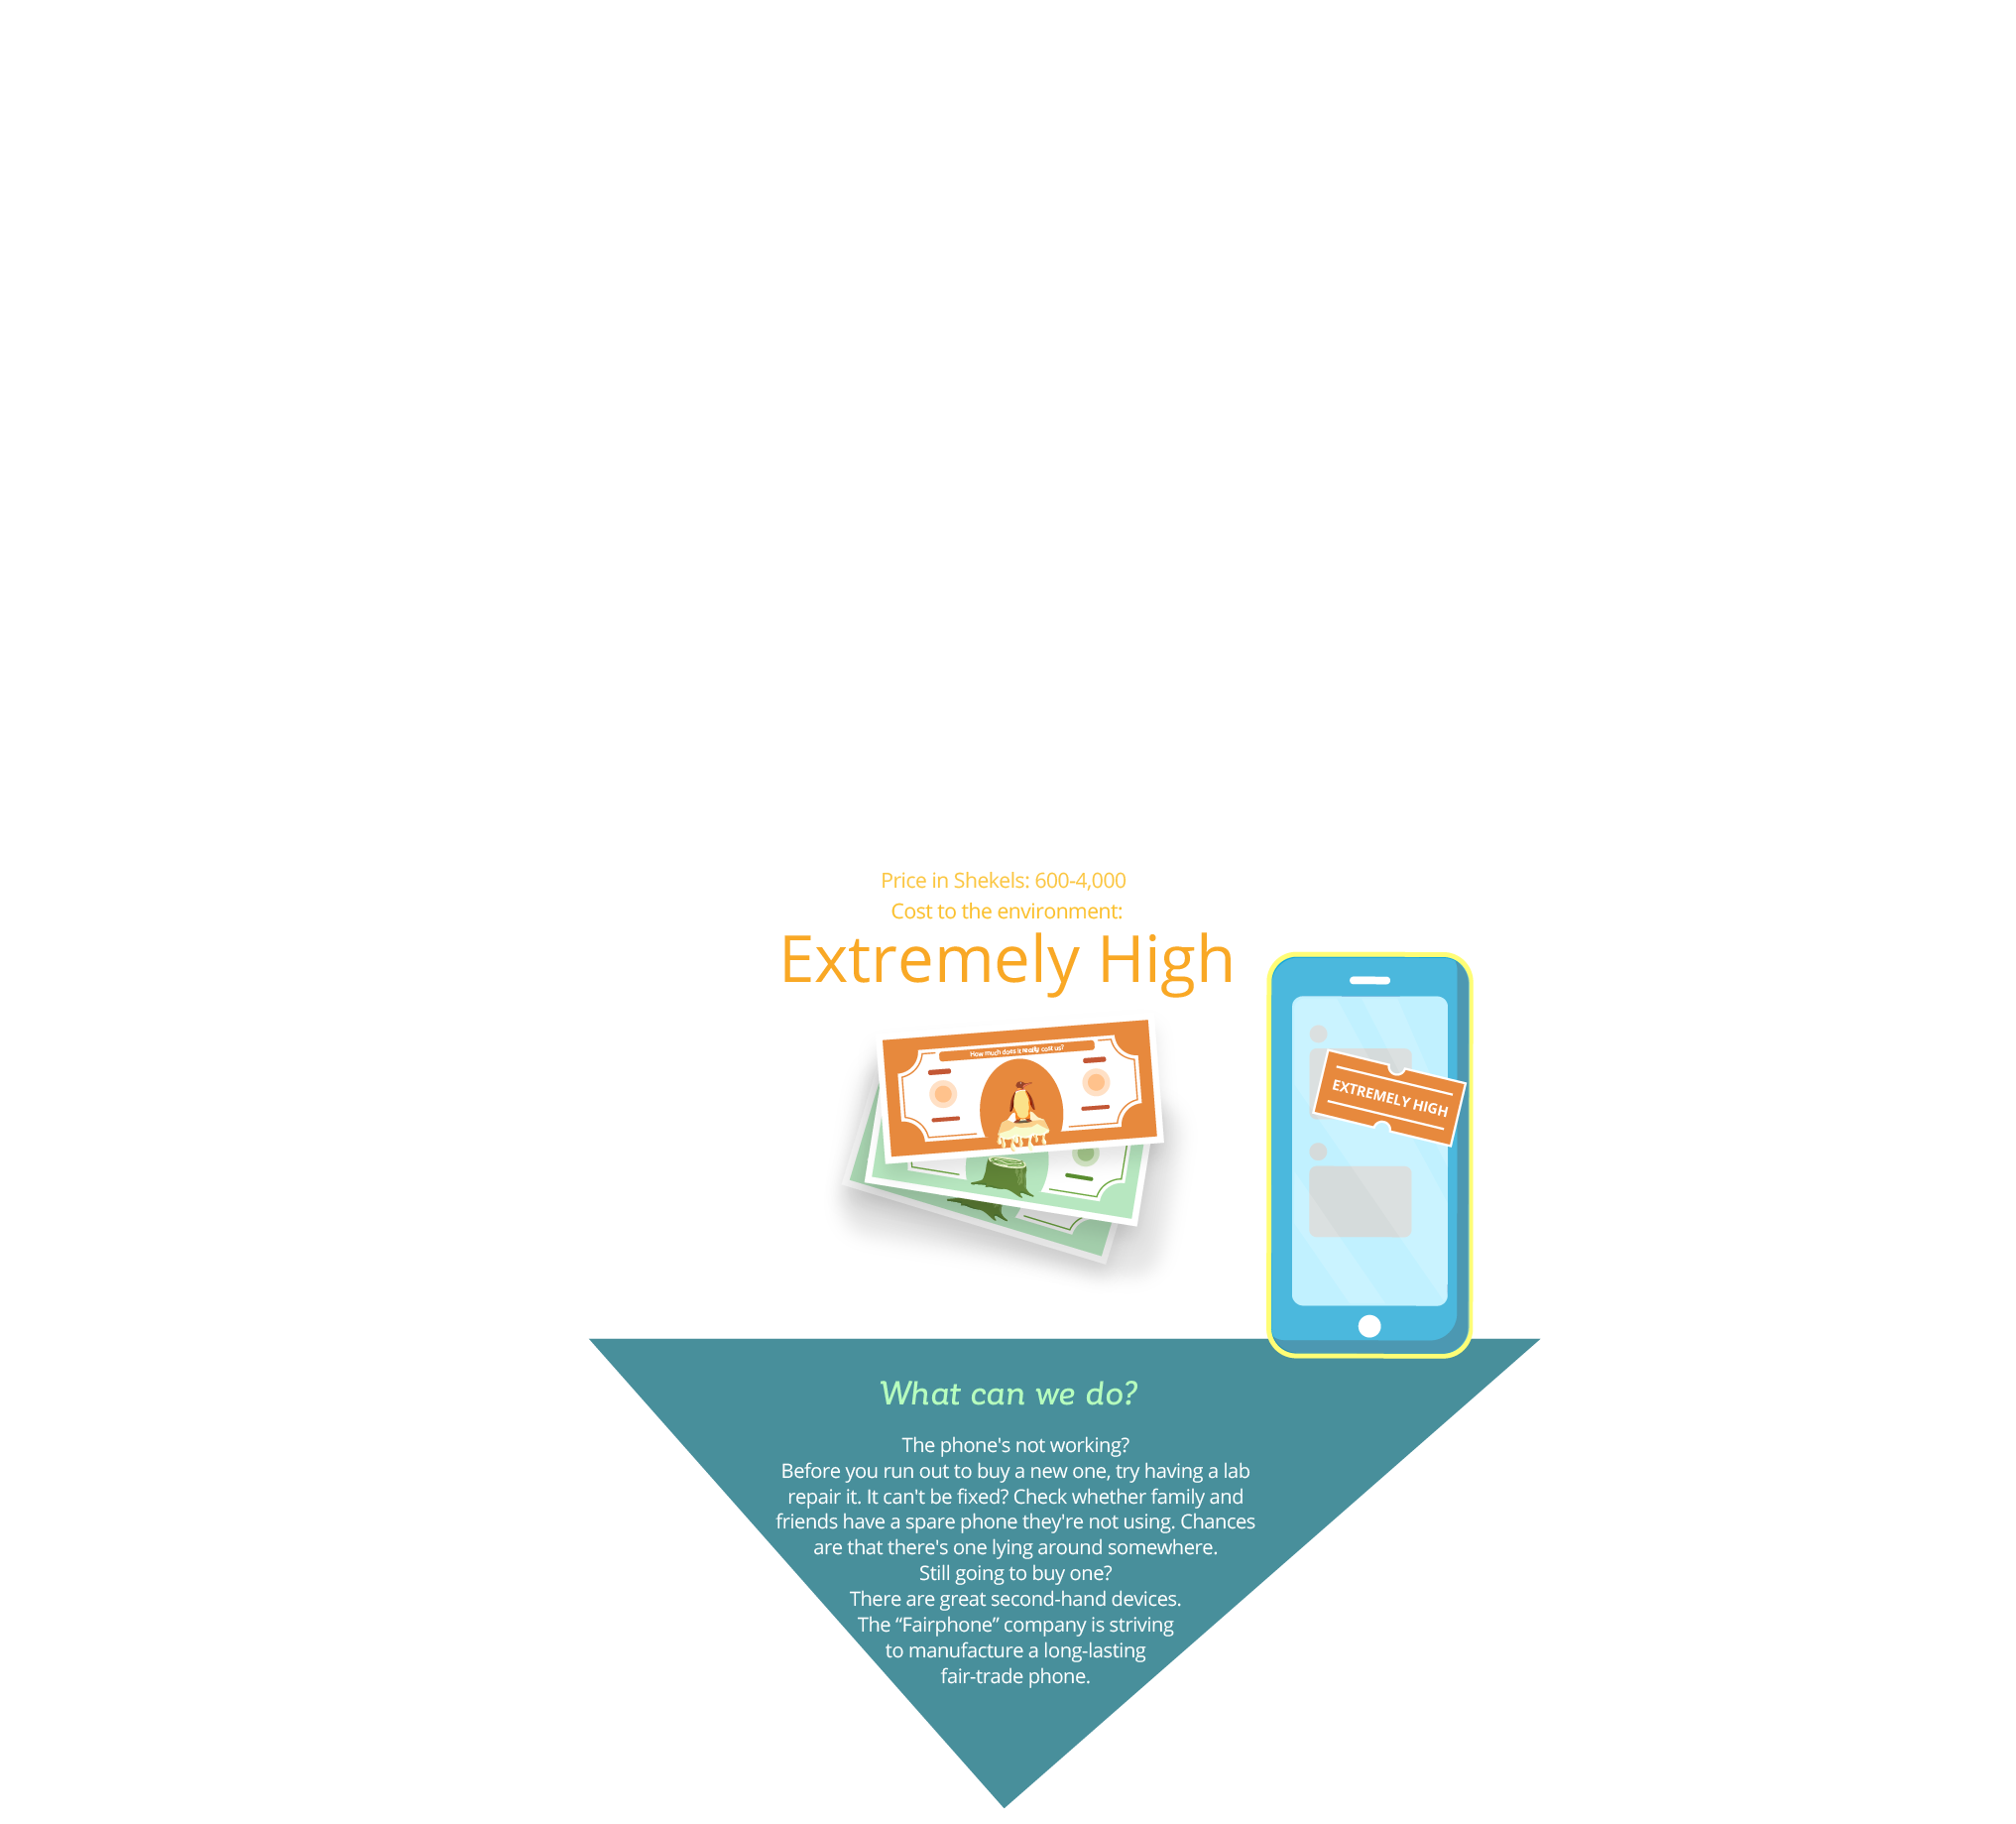 Price in Shekels: 600-4,000
Cost to the environment:
Extremely High
How much does it really cost us?
EXTREMELY HIGH
What can we do?
The phone's not working?
Before you run out to buy a new one, try having a lab
repair it. It can't be fixed? Check whether family and
friends have a spare phone they're not using. Chances
are that there's one lying around somewhere.
Still going to buy one?
There are great second-hand devices.
The “Fairphone” company is striving
to manufacture a long-lasting
fair-trade phone.